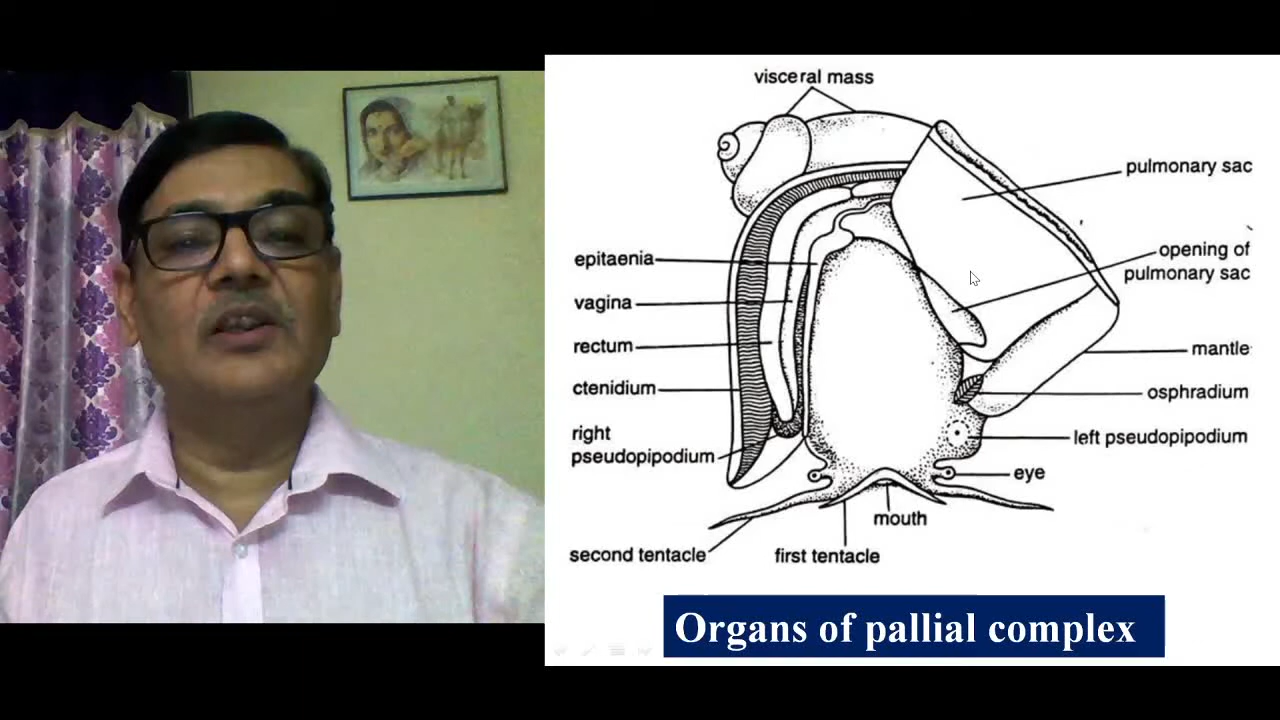 visceral mass
pulmonary sac
opening of
pulmonary sac
epitaenia
vagina
rectum
mantle
ctenidium
osphradium
right
pseudopipodium
left pseudopipodium
eye
mouth
second tentacle
first tentacle
Organs of pallial complex